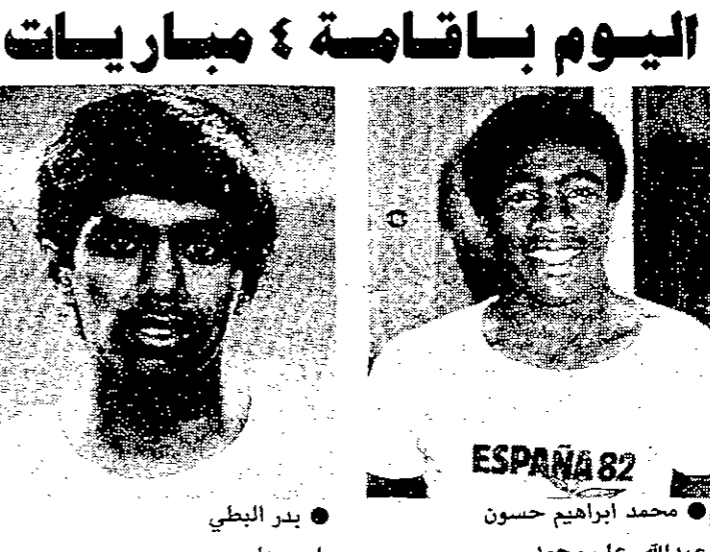 اليوم باقامة ٤ مباريات
ESPAÑA 82
محمد ابراهيم حسون
بدر البطي